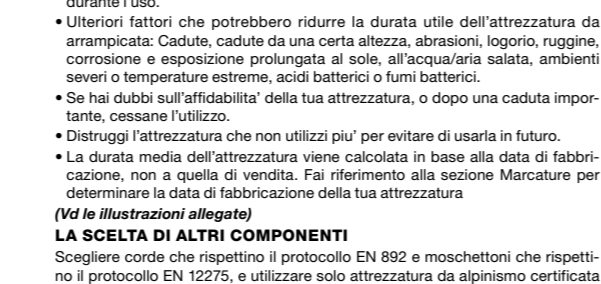 durante l'uso.
• Ulteriori fattori che potrebbero ridurre la durata utile dell'attrezzatura da
arrampicata: Cadute, cadute da una certa altezza, abrasioni, logorio, ruggine,
corrosione e esposizione prolungata al sole, all'acqua/aria salata, ambienti
severi o temperature estreme, acidi batterici o fumi batterici.
• Se hai dubbi sull'affidabilita' della tua attrezzatura, o dopo una caduta impor-
tante, cessane l'utilizzo.
• Distruggi l'attrezzatura che non utilizzi piu' per evitare di usarla in futuro.
• La durata media dell'attrezzatura viene calcolata in base alla data di fabbri-
cazione, non a quella di vendita. Fai riferimento alla sezione Marcature per
determinare la data di fabbricazione della tua attrezzatura
(Vd le illustrazioni allegate)
LA SCELTA DI ALTRI COMPONENTI
Scegliere corde che rispettino il protocollo EN 892 e moschettoni che rispetti-
no il protocollo EN 12275, e utilizzare solo attrezzatura da alpinismo certificata